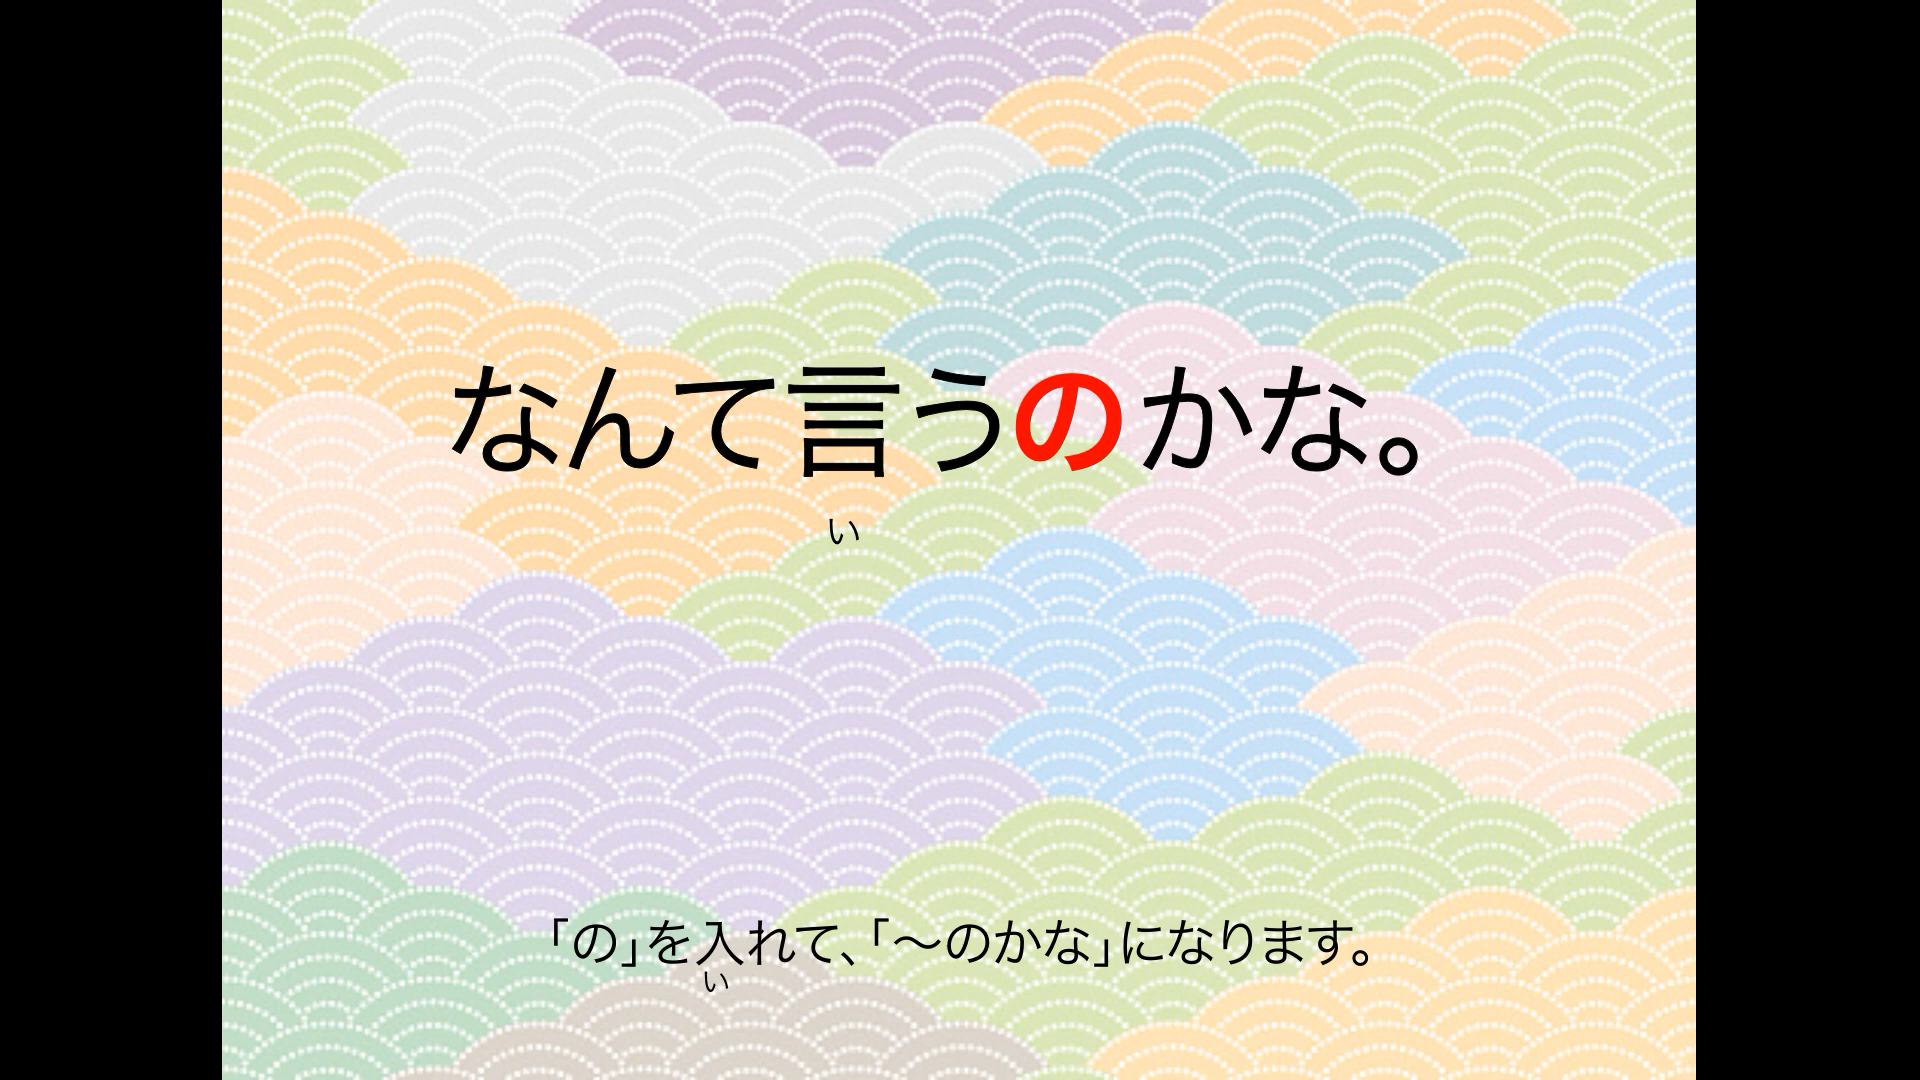 なんて言うのかな。
い
「の」を入れて、「～のかな」になります。
い